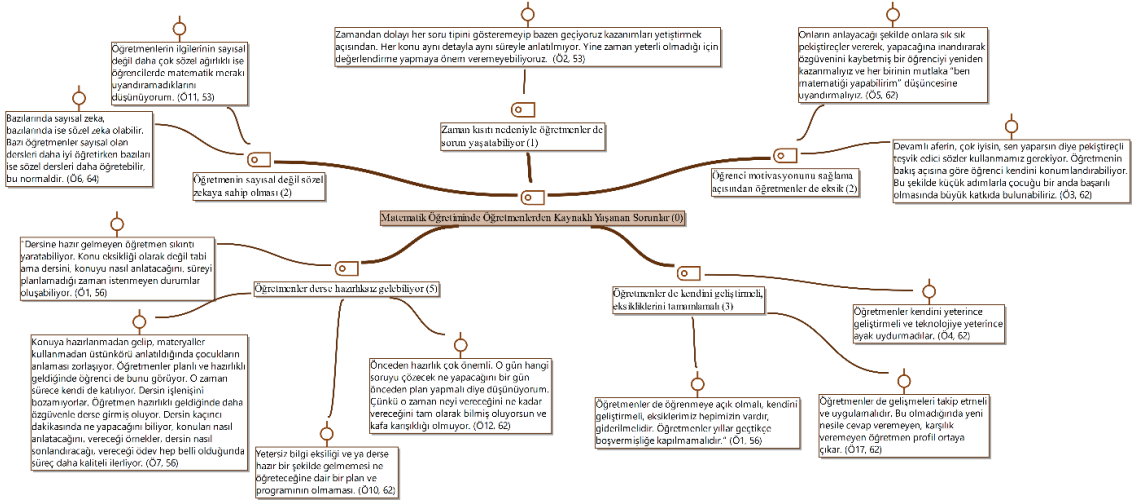 Öğretmenlerin ilgilerinin sayısal
değil daha çok sözel ağırlıklı ise
öğrencilerde matematik merakı
uyandıramadıklarını
düşünüyorum. (Ö11, 53)
Zamandan dolayı her soru tipini gösteremeyip bazen geçiyoruz kazanımları yetiştirmek
açısından. Her konu aynı detayla aynı süreyle anlatılmıyor. Yine zaman yeterli olmadığı için
değerlendirme yapmaya önem veremeyebiliyoruz. (Ö2, 53)
Onların anlayacağı şekilde onlara sık sık
pekiştireçler vererek, yapacağına inandırarak
özgüvenini kaybetmiş bir öğrenciyi yeniden
kazanmalıyız ve her birinin mutlaka "ben
matematiği yapabilirim" düşüncesine
uyandırmalıyız. (Ö5, 62)
Bazılarında sayısal zeka,
bazılarında ise sözel zeka olabilir.
Bazı öğretmenler sayısal olan
dersleri daha iyi öğretirken bazıları
ise sözel dersleri daha öğretebilir,
bu normaldir. (Ö6, 64)
Zaman kısıtı nedeniyle öğretmenler de
sorun yaşatabiliyor (1)
Devamlı aferin, çok iyisin, sen yaparsın diye pekiştireçli
teşvik edici sözler kullanmamız gerekiyor. Öğretmenin
bakış açısına göre öğrenci kendini konumlandırabiliyor.
Bu şekilde küçük adımlarla çocuğu bir anda başarılı
olmasında büyük katkıda bulunabiliriz. (Ö3, 62)
Öğretmenin sayısal değil sözel
zekaya sahip olması (2)
Öğrenci motivasyonunu sağlama
açısından öğretmenler de eksik (2)
Matematik Öğretiminde Öğretmenlerden Kaynaklı Yaşanan Sorunlar (0)
"Dersine hazır gelmeyen öğretmen sıkıntı
yaratabiliyor. Konu eksikliği olarak değil tabi
ama dersini, konuyu nasıl anlatacağını, süreyi
planlamadığı zaman istenmeyen durumlar
oluşabiliyor. (Ö1, 56)
Öğretmenler derse hazırlıksız gelebiliyor (5)
Öğretmenler de kendini geliştirmeli,
eksikliklerini tamamlamalı (3)
Öğretmenler kendini yeterince
geliştirmeli ve teknolojiye yeterince
ayak uydurmadılar. (Ö4, 62)
Konuya hazırlanmadan gelip, materyaller
kullanmadan üstünkörü anlatıldığında çocukların
anlaması zorlaşıyor. Öğretmenler planlı ve hazırlıklı
geldiğinde öğrenci de bunu görüyor. O zaman
sürece kendi de katılıyor. Dersin işlenişini
bozamıyorlar. Öğretmen hazırlıklı geldiğinde daha
özgüvenle derse girmiş oluyor. Dersin kaçıncı
dakikasında ne yapacağını biliyor, konuları nasıl
anlatacağını, vereceği örnekler, dersin nasıl
sonlandıracağı, vereceği ödev hep belli olduğunda
süreç daha kaliteli ilerliyor. (Ö7, 56)
Önceden hazırlık çok önemli. O gün hangi
soruyu çözecek ne yapacağını bir gün
önceden plan yapmalı diye düşünüyorum.
Çünkü o zaman neyi vereceğini ne kadar
vereceğini tam olarak bilmiş oluyorsun ve
kafa karışıklığı olmuyor. (Ö12. 62)
Yetersiz bilgi eksiliği ve ya derse
hazır bir şekilde gelmemesi ne
öğreteceğine dair bir plan ve
programının olmaması. (Ö10, 62)
Öğretmenler de öğrenmeye açık olmalı, kendini
geliştirmeli, eksiklerimiz hepimizin vardır,
giderilmelidir. Öğretmenler yıllar geçtikçe
boşvermişliğe kapılmamalıdır." (Ö1, 56)
Öğretmenler de gelişmeleri takip etmeli
ve uygulamalıdır. Bu olmadığında yeni
nesile cevap veremeyen, karşılık
veremeyen öğretmen profil ortaya
çıkar. (Ö17, 62)